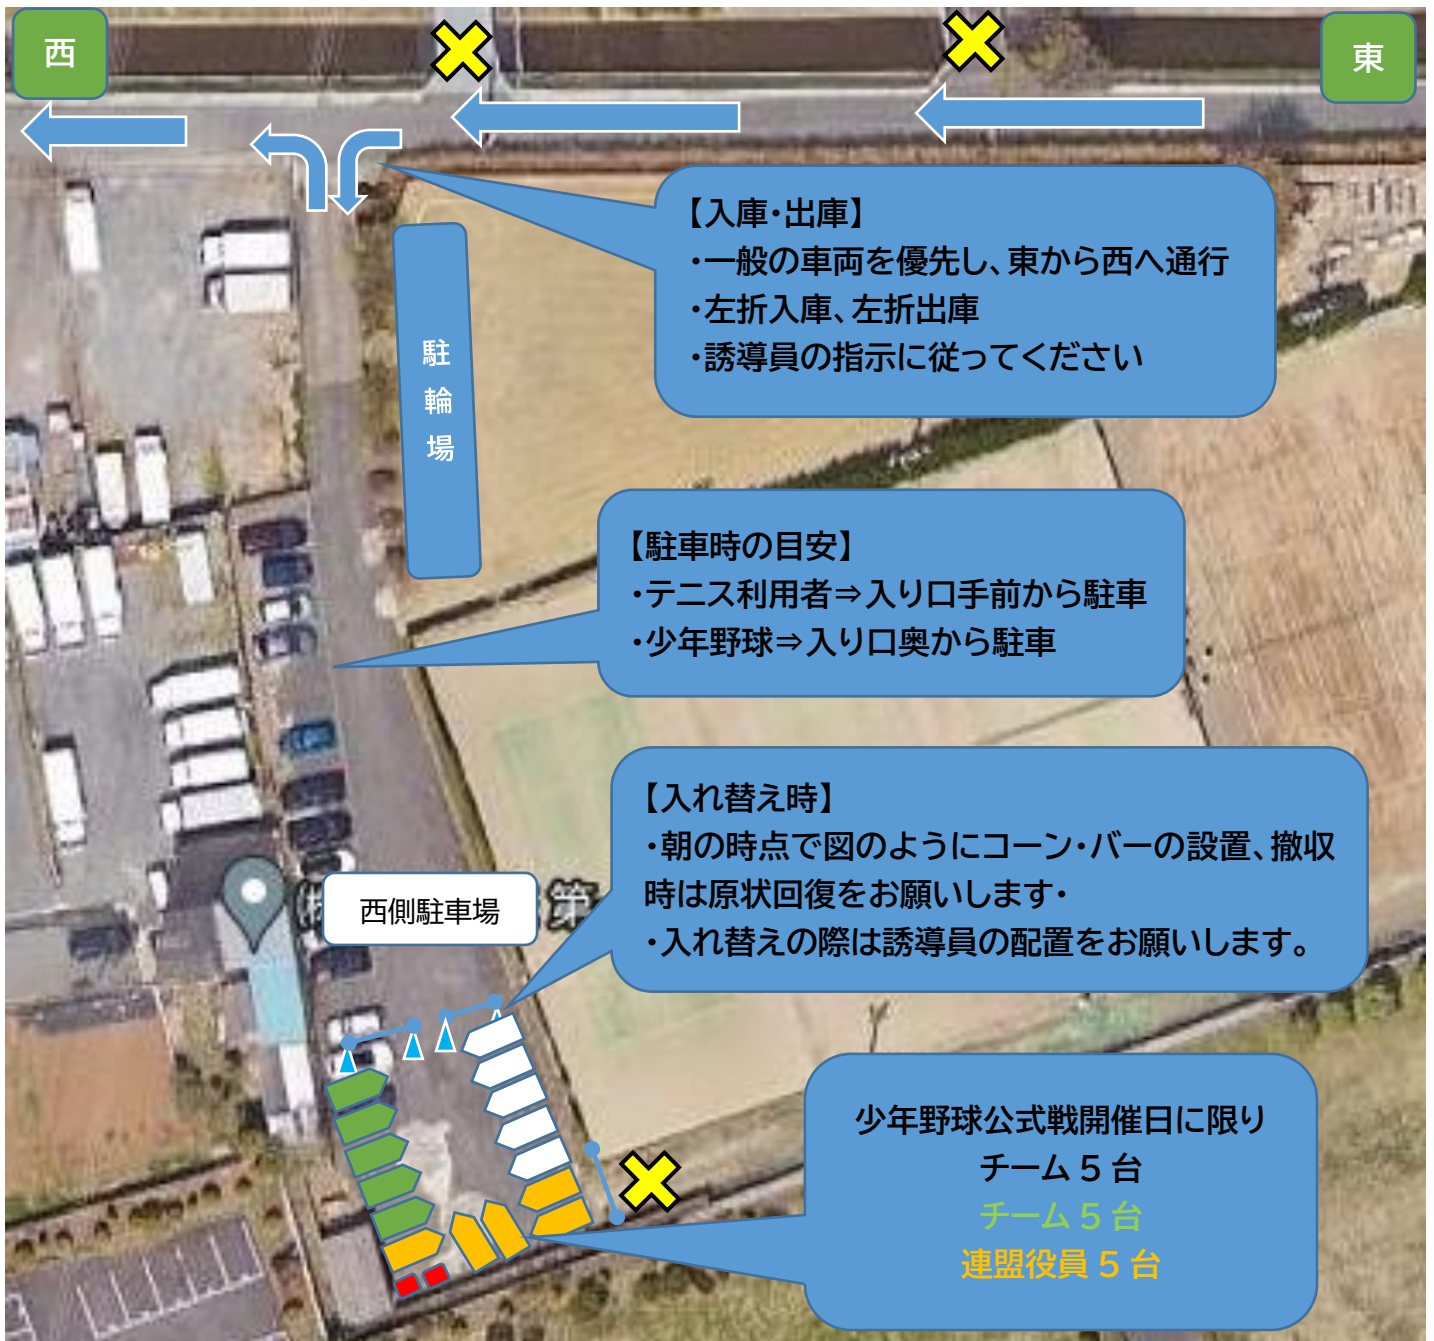 西
東
【入庫・出庫】
・一般の車両を優先し、東から西へ通行
・左折入庫、左折出庫
・誘導員の指示に従ってください
駐
輪
場
【駐車時の目安】
・テニス利用者⇒入り口手前から駐車
・少年野球⇒入り口奥から駐車
【入れ替え時】
・朝の時点で図のようにコーン・バーの設置、撤収
時は原状回復をお願いします・
・入れ替えの際は誘導員の配置をお願いします。
西側駐車場
第
少年野球公式戦開催日に限り
チーム 5 台
チーム 5 台
連盟役員 5 台